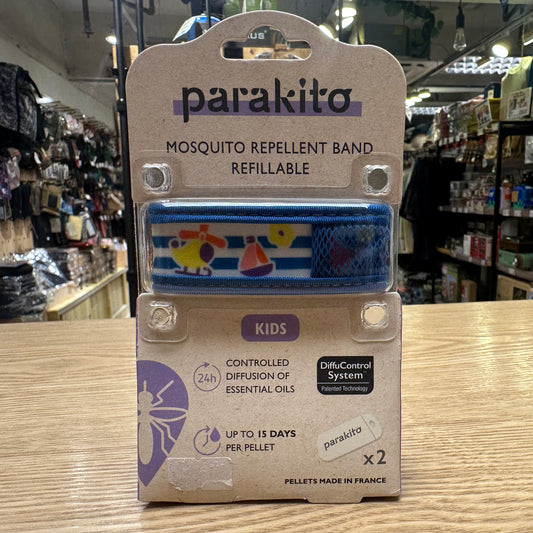 parakito
MOSQUITO REPELLENT BAND
REFILLABLE
KIDS
24h
CONTROLLED
DIFFUSION OF
ESSENTIAL OILS
DiffuControl
System™
Patented Technology
UP TO 15 DAYS
PER PELLET
parakito
x2
PELLETS MADE IN FRANCE